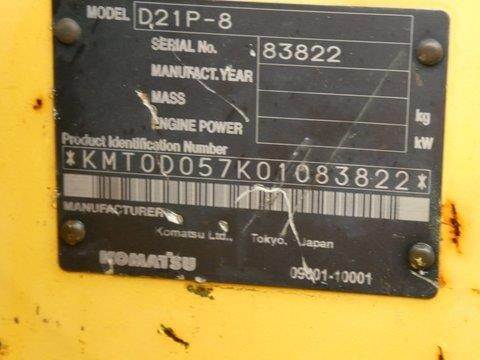 MODEL D21P-8
SERIAL No. 83822
MANUFACT.YEAR
MASS kg
ENGINE POWER kW
Product Identification Number
*KMT0D057K01083822*
MANUFACTURER
Komatsu Ltd., Tokyo, Japan
KOMATSU 09601-10001